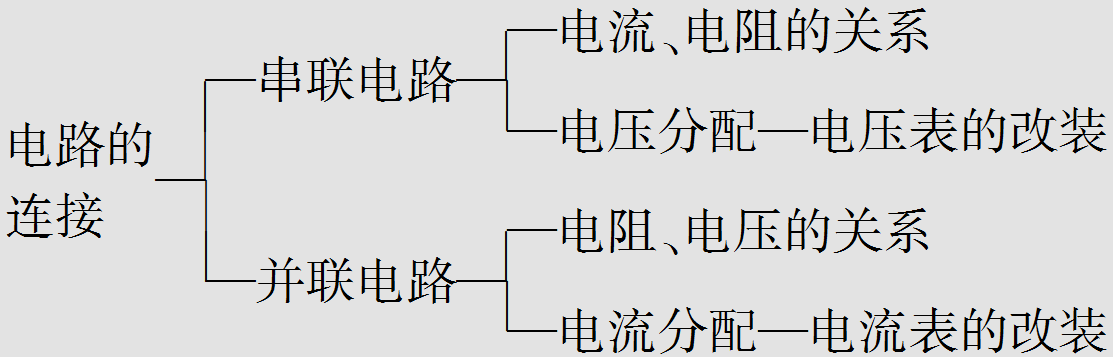 电路的
连接
串联电路
电流、电阻的关系
电压分配—电压表的改装
并联电路
电阻、电压的关系
电流分配—电流表的改装